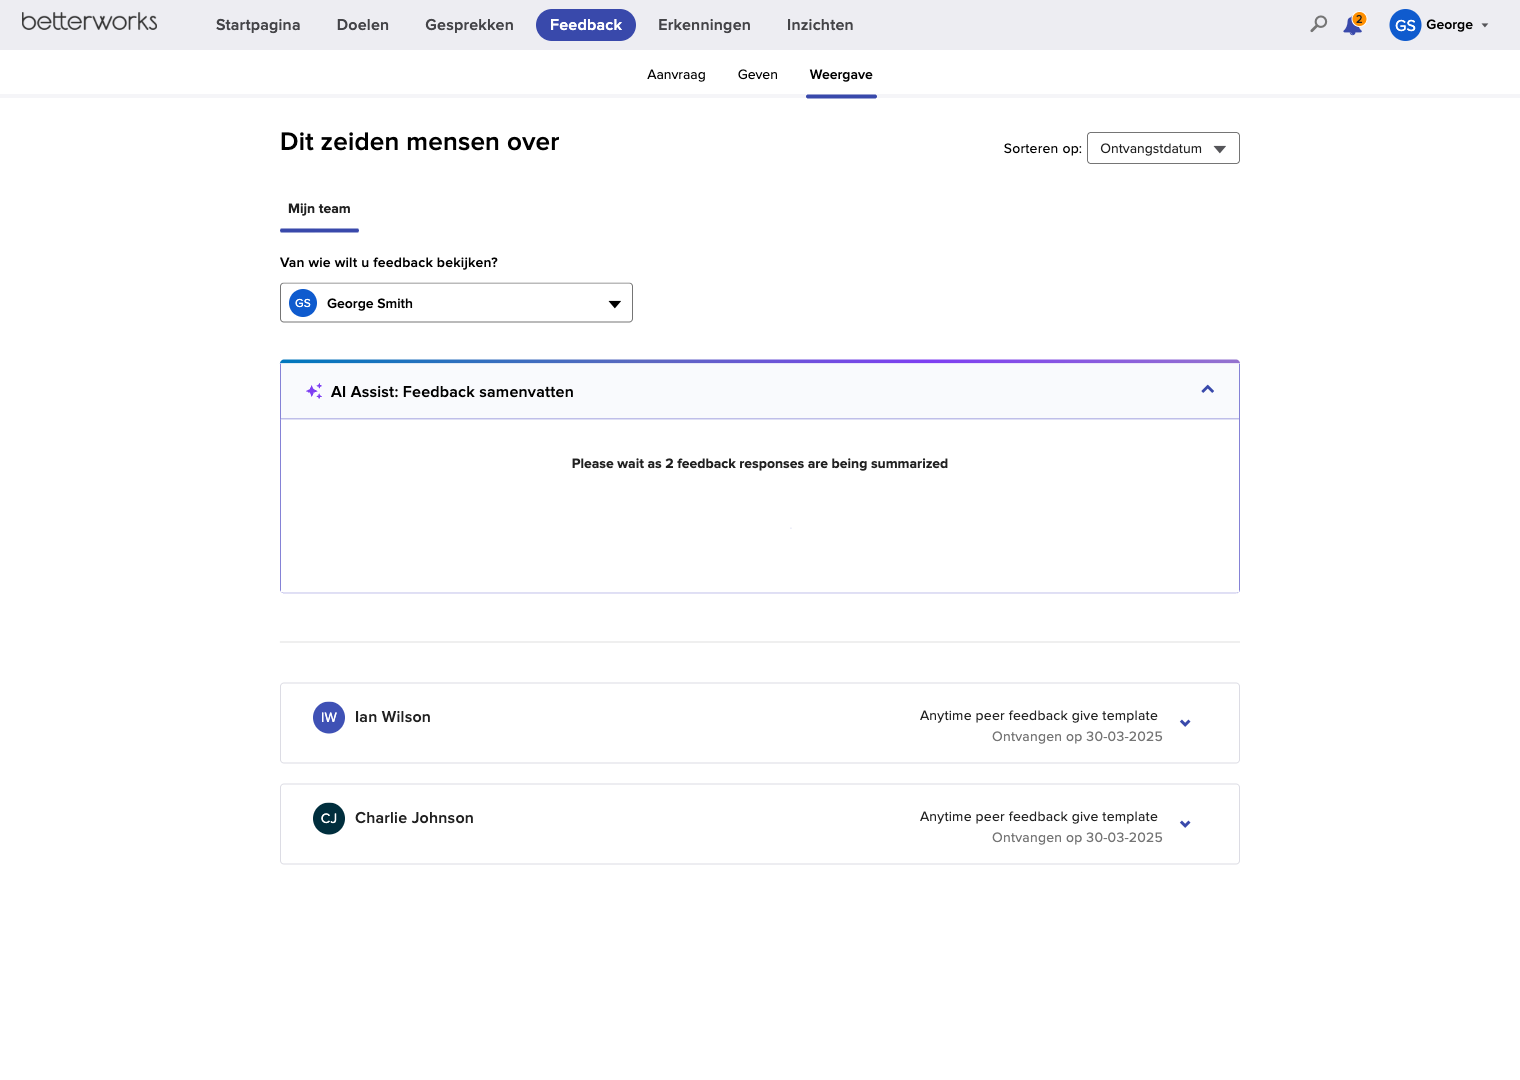 betterworks
Startpagina
Doelen
Gesprekken
Feedback
Erkenningen
Inzichten
2
GS
George
Aanvraag
Geven
Weergave
Dit zeiden mensen over
Sorteren op:
Ontvangstdatum
Mijn team
Van wie wilt u feedback bekijken?
GS
George Smith
AI Assist: Feedback samenvatten
Please wait as 2 feedback responses are being summarized
IW
Ian Wilson
Anytime peer feedback give template
Ontvangen op 30-03-2025
CJ
Charlie Johnson
Anytime peer feedback give template
Ontvangen op 30-03-2025